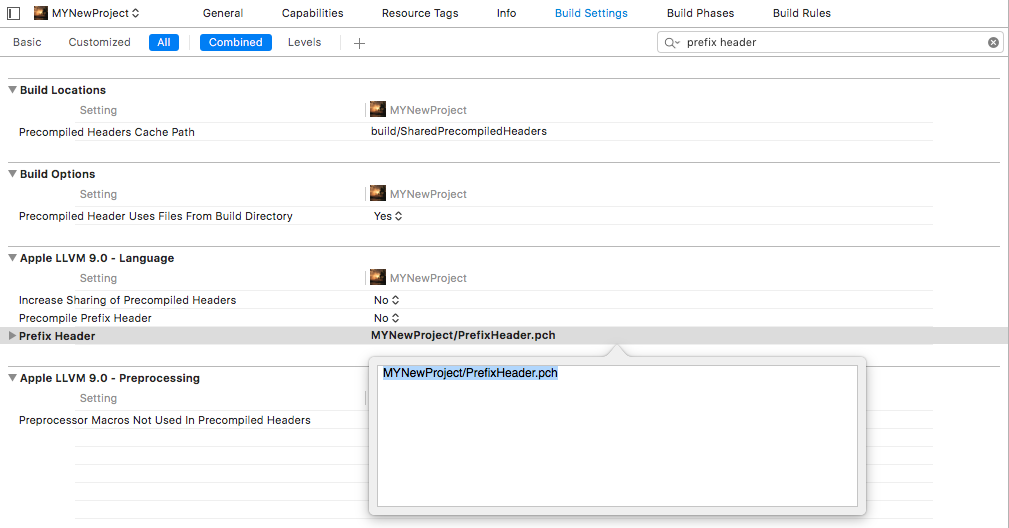 MYNewProject General Capabilities Resource Tags Info Build Settings Build Phases Build Rules
Basic Customized All Combined Levels prefix header
Build Locations
Setting MYNewProject
Precompiled Headers Cache Path build/SharedPrecompiledHeaders
Build Options
Setting MYNewProject
Precompiled Header Uses Files From Build Directory Yes
Apple LLVM 9.0 - Language
Setting MYNewProject
Increase Sharing of Precompiled Headers No
Precompile Prefix Header No
Prefix Header MYNewProject/PrefixHeader.pch
MYNewProject/PrefixHeader.pch
Apple LLVM 9.0 - Preprocessing
Setting
Preprocessor Macros Not Used In Precompiled Headers